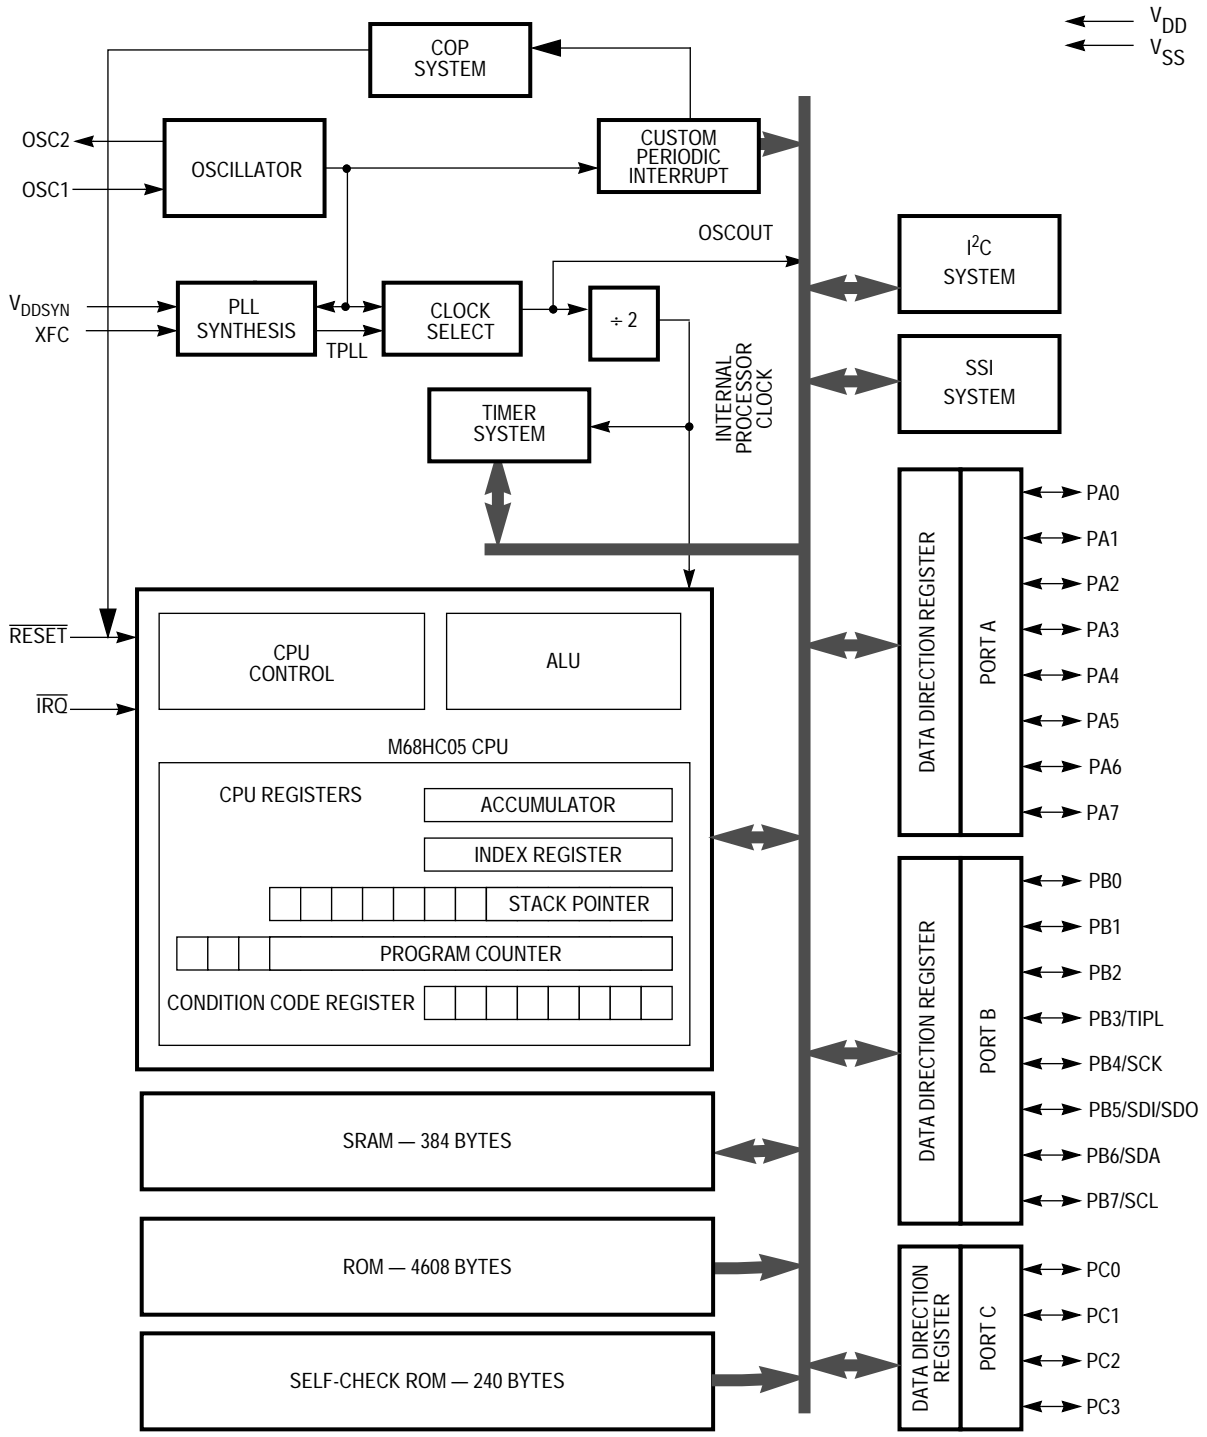 V_DD
V_SS
COP
SYSTEM
OSC2
OSC1
OSCILLATOR
CUSTOM
PERIODIC
INTERRUPT
OSCOUT
I²C
SYSTEM
V_DDSYN
XFC
PLL
SYNTHESIS
TPLL
CLOCK
SELECT
÷ 2
INTERNAL
PROCESSOR
CLOCK
SSI
SYSTEM
TIMER
SYSTEM
DATA DIRECTION REGISTER
PORT A
PA0
PA1
PA2
PA3
PA4
PA5
PA6
PA7
RESET
IRQ
CPU
CONTROL
ALU
M68HC05 CPU
CPU REGISTERS
ACCUMULATOR
INDEX REGISTER
STACK POINTER
PROGRAM COUNTER
CONDITION CODE REGISTER
DATA DIRECTION REGISTER
PORT B
PB0
PB1
PB2
PB3/TIPL
PB4/SCK
PB5/SDI/SDO
PB6/SDA
PB7/SCL
SRAM — 384 BYTES
ROM — 4608 BYTES
SELF-CHECK ROM — 240 BYTES
DATA DIRECTION
REGISTER
PORT C
PC0
PC1
PC2
PC3